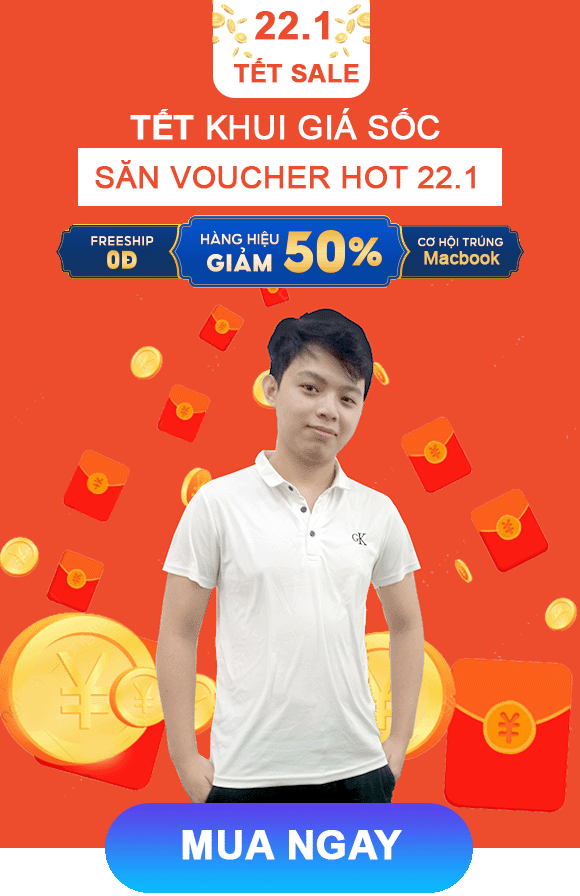 22.1
TẾT SALE
TẾT KHUI GIÁ SỐC
SĂN VOUCHER HOT 22.1
FREESHIP
0Đ
HÀNG HIỆU
GIẢM 50%
CƠ HỘI TRÚNG
Macbook
GK
¥
¥
¥
MUA NGAY